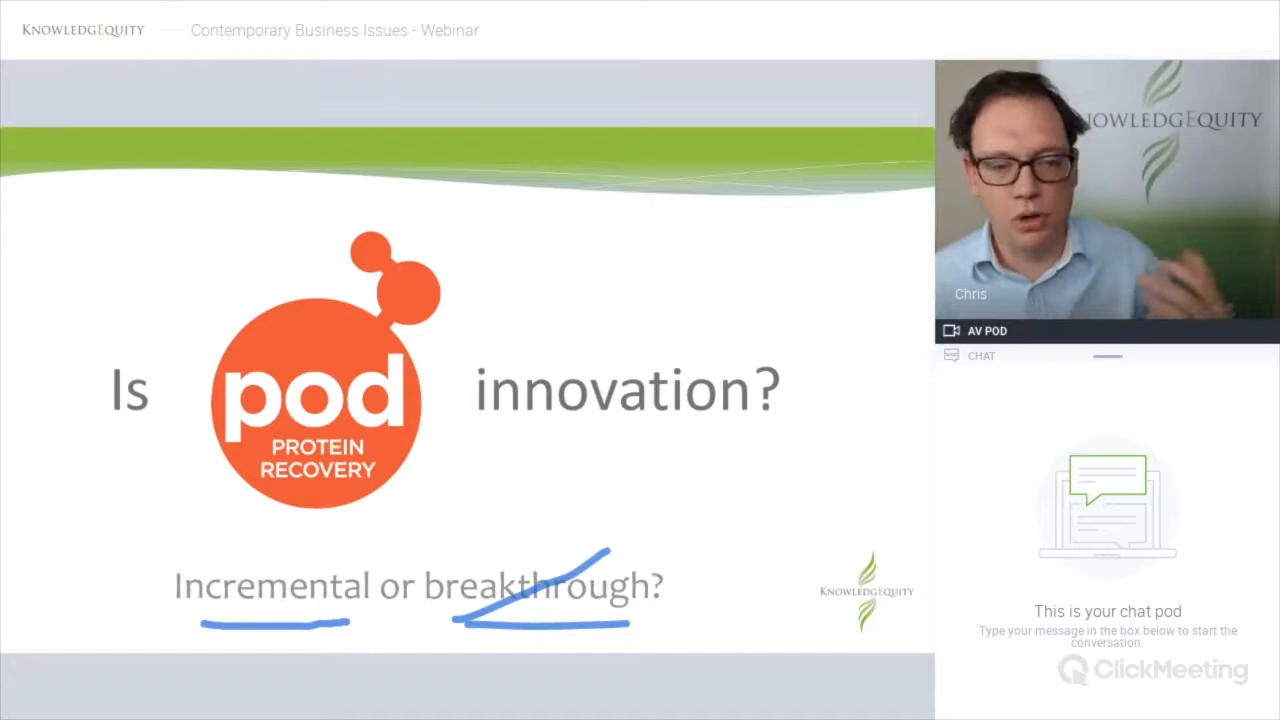 KNOWLEDGEQUITY
Contemporary Business Issues - Webinar
KNOWLEDGEQUITY
Chris
AV POD
CHAT
Is pod innovation?
PROTEIN
RECOVERY
Incremental or breakthrough?
KNOWLEDGEQUITY
This is your chat pod
Type your message in the box below to start the
conversation.
ClickMeeting